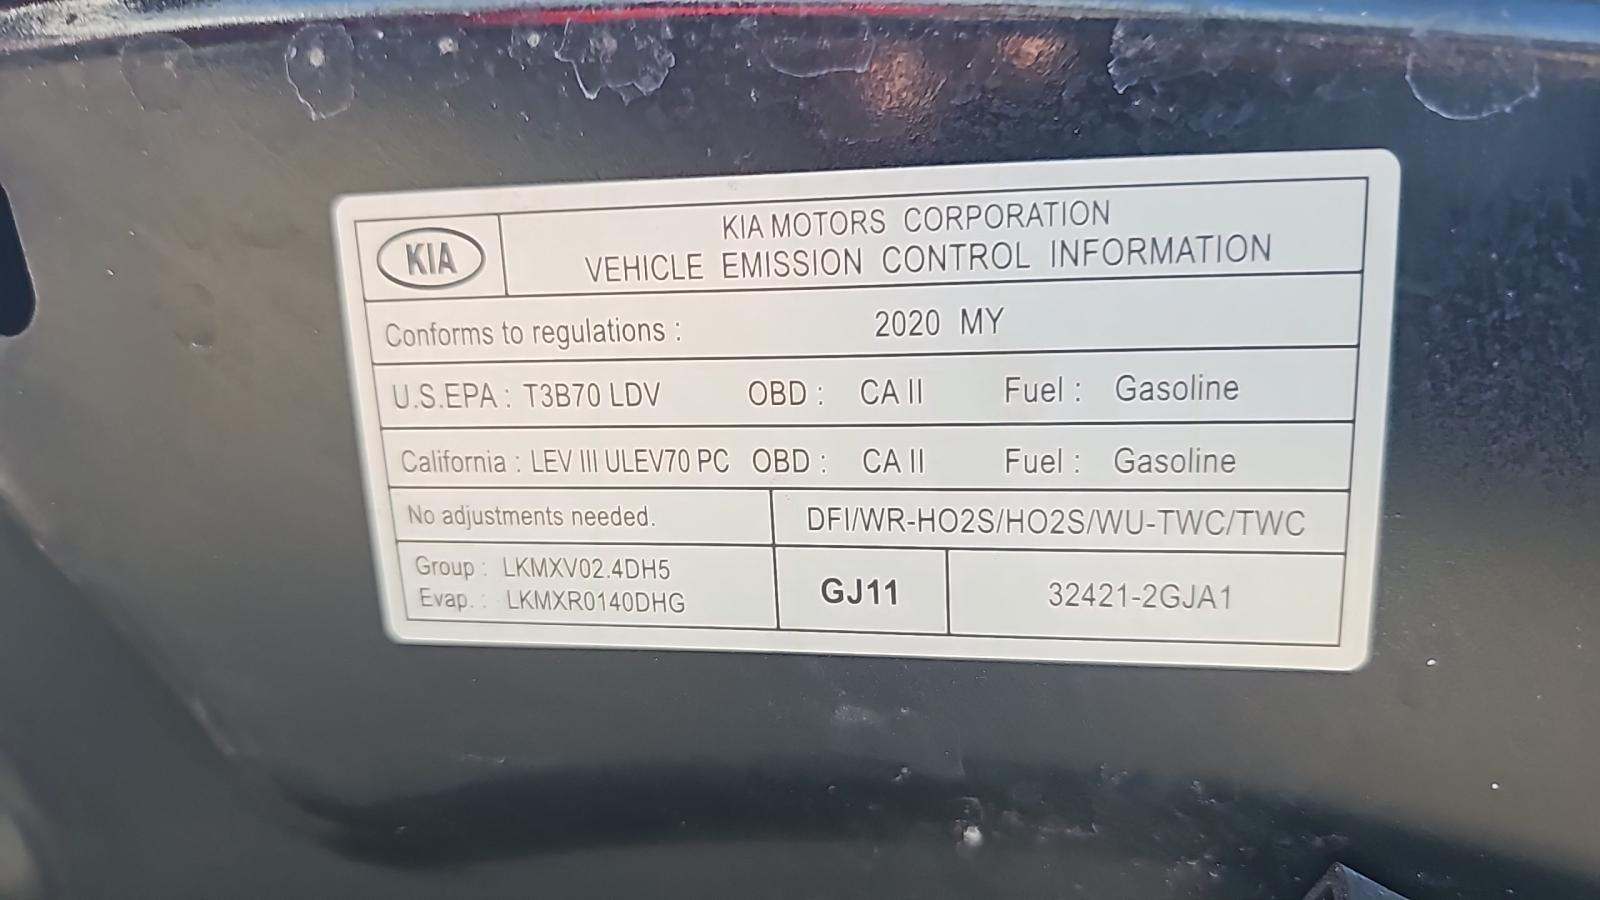 KIA
KIA MOTORS CORPORATION
VEHICLE EMISSION CONTROL INFORMATION
Conforms to regulations : 2020 MY
U.S.EPA : T3B70 LDV OBD : CA II Fuel : Gasoline
California : LEV III ULEV70 PC OBD : CA II Fuel : Gasoline
No adjustments needed. DFI/WR-HO2S/HO2S/WU-TWC/TWC
Group : LKMXV02.4DH5
Evap. : LKMXR0140DHG
GJ11
32421-2GJA1